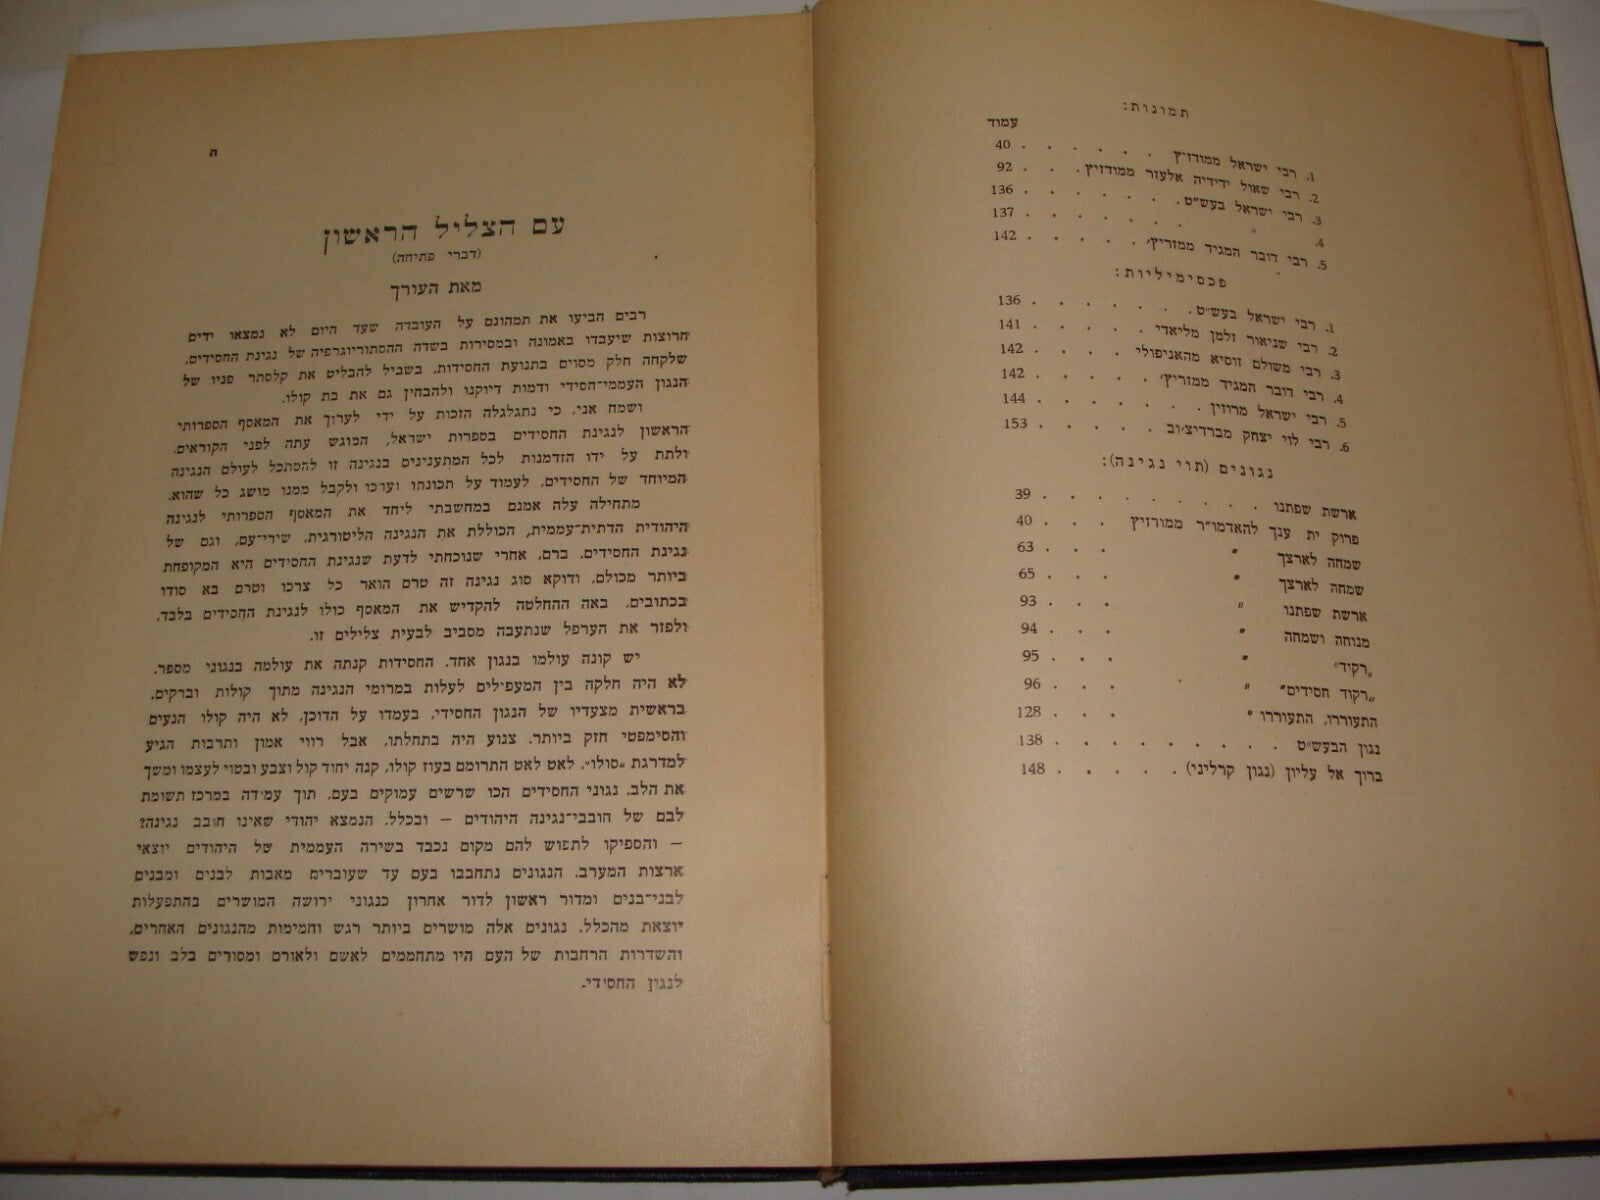 תמונות:
עמוד
1. רבי ישראל ממודז׳יץ . . . . . . 40
2. רבי שאול ידידיה אלעזר ממודזיץ . . . 92
3. רבי ישראל בעש״ט . . . . . . 136
4. " . . . . . 137
5. רבי דובר המגיד ממזריץ׳ . . . . . 142
פכסימיליות:
1. רבי ישראל בעש״ט . . . . . . 136
2. רבי שניאור זלמן מליאדי . . . . . 141
3. רבי משולם זוסיא מהאניפולי . . . . 142
4. רבי דובר המגיד ממזריץ׳ . . . . . 142
5. רבי ישראל מרוזין . . . . . . 144
6. רבי לוי יצחק מברדיצ׳וב . . . . . 153
נגונים (תוי נגינה):
ארשת שפתנו . . . . . . . 39
פרוק ית ענך להאדמו״ר ממודזיץ . . . 40
שמחה לארצך " . . . 63
שמחה לארצך " . . . 65
ארשת שפתנו " . . . 93
מנוחה ושמחה " . . . 94
„רקוד" " . . . 95
„רקוד חסידים" " . . . 96
התעוררו, התעוררו " . . . 128
נגון הבעש״ט . . . . . . . . . 138
ברוך אל עליון (נגון קרליני) . . . . . 148
ה
עם הצליל הראשון
(דברי פתיחה)
מאת העורך
רבים הביעו את תמהונם על העובדה שעד היום לא נמצאו ידים
חרוצות שיעבדו באמונה ובמסירות בשדה ההסתוריוגרפיה של נגינת החסידים,
שלקחה חלק מסוים בתנועת החסידות, בשביל להבליט את קלסתר פניו של
הנגון העממי־חסידי ודמות דיוקנו ולהבחין גם את בת קולו.
ושמח אני, כי נתגלגלה הזכות על ידי לערוך את המאסף הספרותי
הראשון לנגינת החסידים בספרות ישראל, המוגש עתה לפני הקוראים,
ולתת על ידו הזדמנות לכל המתענינים בנגינה זו להסתכל לעולם הנגינה
המיוחד של החסידים, לעמוד על תכונתו וערכו ולקבל ממנו מושג כל שהוא.
מתחילה עלה אמנם במחשבתי ליחד את המאסף הספרותי לנגינה
היהודית הדתית־עממית, הכוללת את הנגינה הליטורגית, שירי־עם, וגם של
נגינת החסידים. ברם, אחרי שנוכחתי לדעת שנגינת החסידים היא המקופחת
ביותר מכולם, ודוקא סוג נגינה זה טרם הואר כל צרכו וטרם בא סודו
בכתובים, באה ההחלטה להקדיש את המאסף כולו לנגינת החסידים בלבד,
ולפזר את הערפל שנתעבה מסביב לבעית צלילים זו.
יש קונה עולמו בנגון אחד. החסידות קנתה את עולמה בנגוני מספר.
לא היה חלקה בין המעפילים לעלות במרומי הנגינה מתוך קולות וברקים.
בראשית מצעדיו של הנגון החסידי, בעמדו על הדוכן, לא היה קולו הנעים
והסימפטי חזק ביותר. צנוע היה בתחלתו, אבל רווי אמון ותרבות הגיע
למדרגת „סולו". לאט לאט התרומם בעוז קולו, קנה יחוד קול וצבע ובטוי לעצמו ומשך
את הלב. נגוני החסידים הכו שרשים עמוקים בעם, תוך עמידה במרכז תשומת
לבם של חובבי־נגינה היהודים — ובכלל, הנמצא יהודי שאינו חובב נגינה?
— והספיקו לתפוש להם מקום נכבד בשירה העממית של היהודים יוצאי
ארצות המערב. הנגונים נתחבבו בעם עד שעוברים מאבות לבנים ומבנים
לבני־בנים ומדור ראשון לדור אחרון כנגוני ירושה המושרים בהתפעלות
יוצאת מהכלל. נגונים אלה מושרים ביותר רגש וחמימות מהנגונים האחרים,
והשדרות הרחבות של העם היו מתחממים לאשם ולאורם ומסורים בלב ונפש
לנגון החסידי.